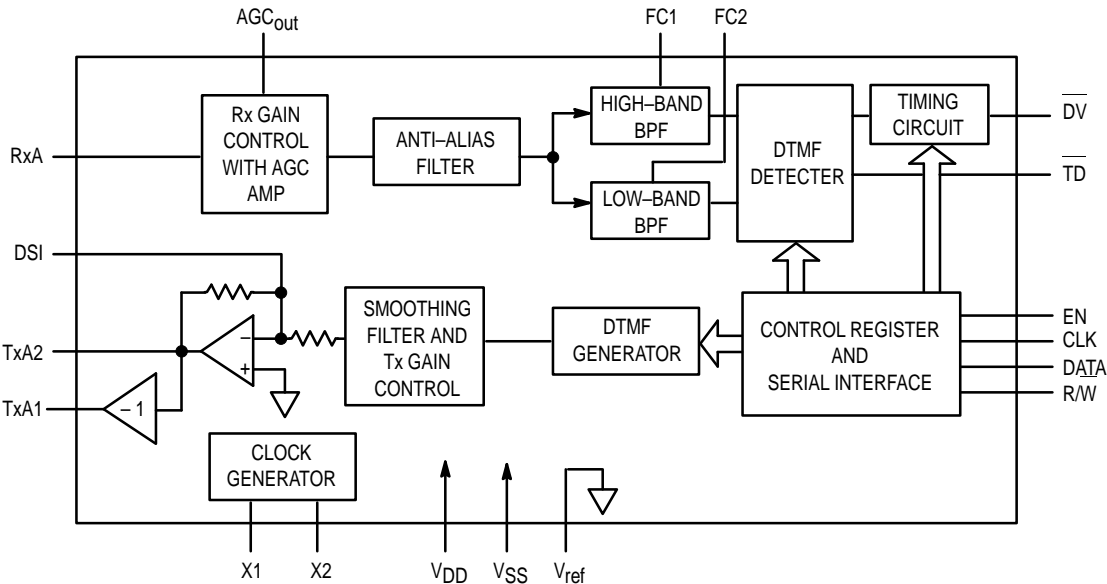 AGCout
FC1
FC2
Rx GAIN
CONTROL
WITH AGC
AMP
ANTI–ALIAS
FILTER
HIGH–BAND
BPF
LOW–BAND
BPF
DTMF
DETECTER
TIMING
CIRCUIT
DV
TD
RxA
DSI
TxA2
TxA1
–
+
– 1
SMOOTHING
FILTER AND
Tx GAIN
CONTROL
DTMF
GENERATOR
CONTROL REGISTER
AND
SERIAL INTERFACE
EN
CLK
DATA
R/W
CLOCK
GENERATOR
X1
X2
VDD
VSS
Vref